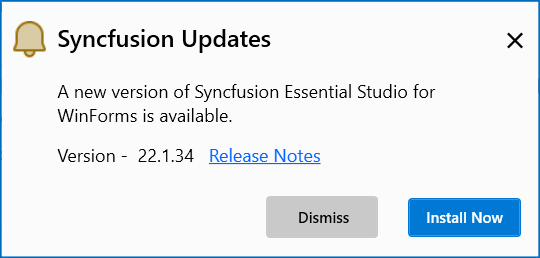 Syncfusion Updates
A new version of Syncfusion Essential Studio for
WinForms is available.
Version - 22.1.34 Release Notes
Dismiss Install Now